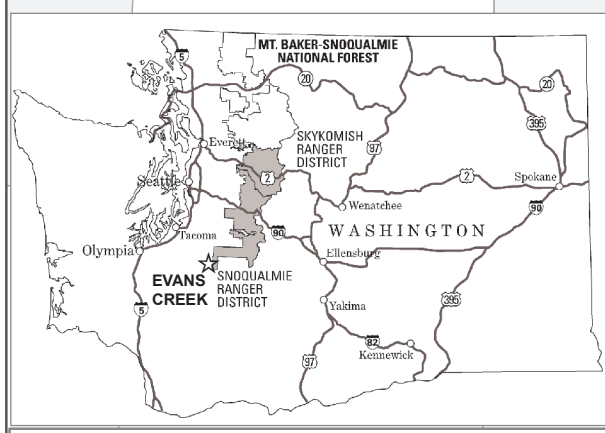 5
MT. BAKER-SNOQUALMIE
NATIONAL FOREST
20
20
395
Everett
SKYKOMISH
RANGER
DISTRICT
97
2
2
Seattle
Spokane
Wenatchee
90
Tacoma
90
WASHINGTON
Olympia
Ellensburg
EVANS
CREEK
SNOQUALMIE
RANGER
DISTRICT
5
Yakima
395
82
Kennewick
97